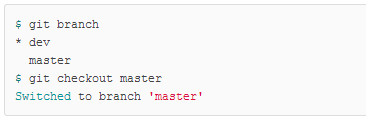 $ git branch
* dev
  master
$ git checkout master
Switched to branch 'master'